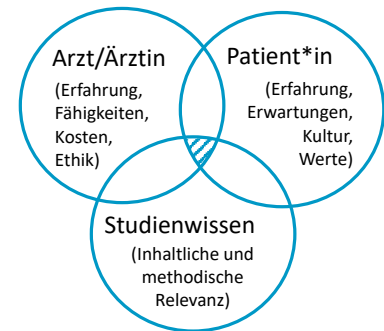 Arzt/Ärztin
(Erfahrung,
Fähigkeiten,
Kosten,
Ethik)
Patient*in
(Erfahrung,
Erwartungen,
Kultur,
Werte)
Studienwissen
(Inhaltliche und
methodische
Relevanz)